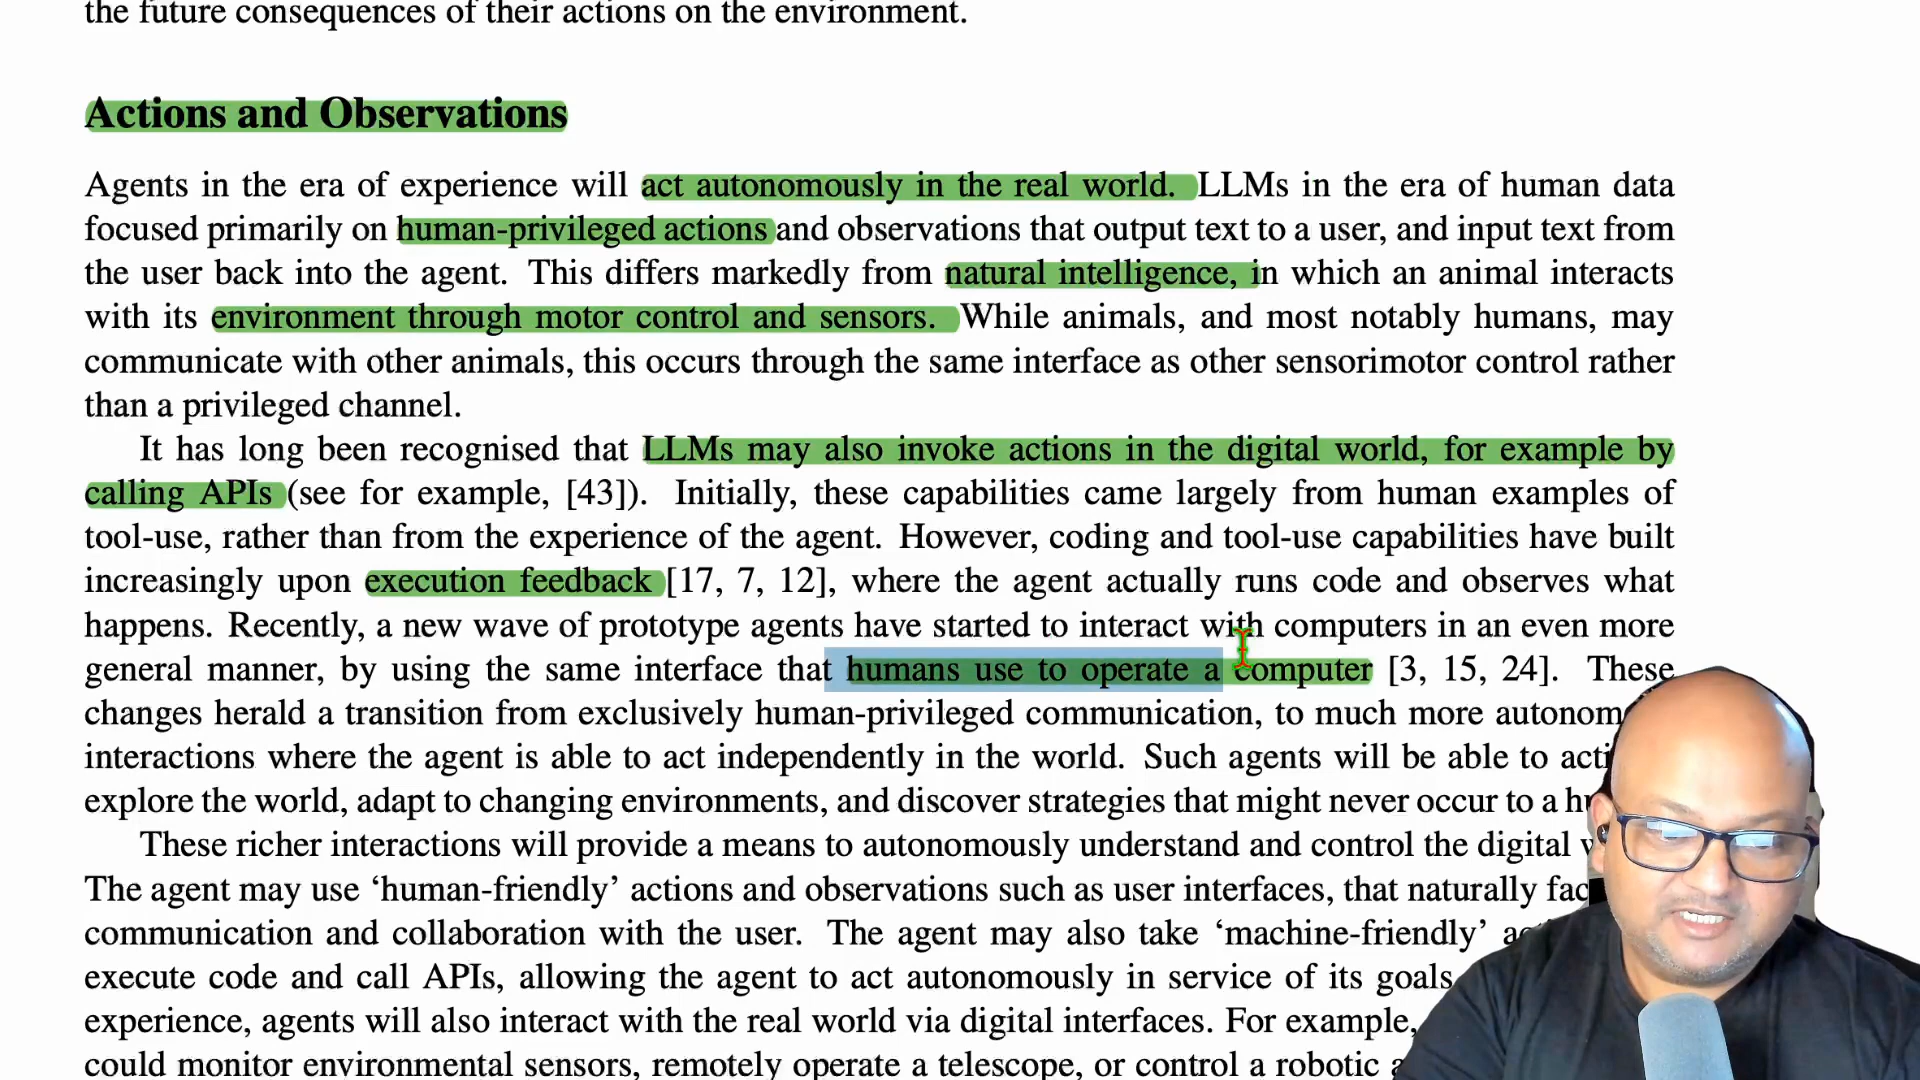 the future consequences of their actions on the environment.
Actions and Observations
Agents in the era of experience will act autonomously in the real world. LLMs in the era of human data
focused primarily on human-privileged actions and observations that output text to a user, and input text from
the user back into the agent. This differs markedly from natural intelligence, in which an animal interacts
with its environment through motor control and sensors. While animals, and most notably humans, may
communicate with other animals, this occurs through the same interface as other sensorimotor control rather
than a privileged channel.
It has long been recognised that LLMs may also invoke actions in the digital world, for example by
calling APIs (see for example, [43]). Initially, these capabilities came largely from human examples of
tool-use, rather than from the experience of the agent. However, coding and tool-use capabilities have built
increasingly upon execution feedback [17, 7, 12], where the agent actually runs code and observes what
happens. Recently, a new wave of prototype agents have started to interact with computers in an even more
general manner, by using the same interface that humans use to operate a computer [3, 15, 24]. These
changes herald a transition from exclusively human-privileged communication, to much more
interactions where the agent is able to act independently in the world. Such agents will be able to
explore the world, adapt to changing environments, and discover strategies that might never occur to a
These richer interactions will provide a means to autonomously understand and control the digital
The agent may use ‘human-friendly’ actions and observations such as user interfaces, that naturally
communication and collaboration with the user. The agent may also take ‘machine-friendly’
execute code and call APIs, allowing the agent to act autonomously in service of its goals
experience, agents will also interact with the real world via digital interfaces. For example,
could monitor environmental sensors, remotely operate a telescope, or control a robotic